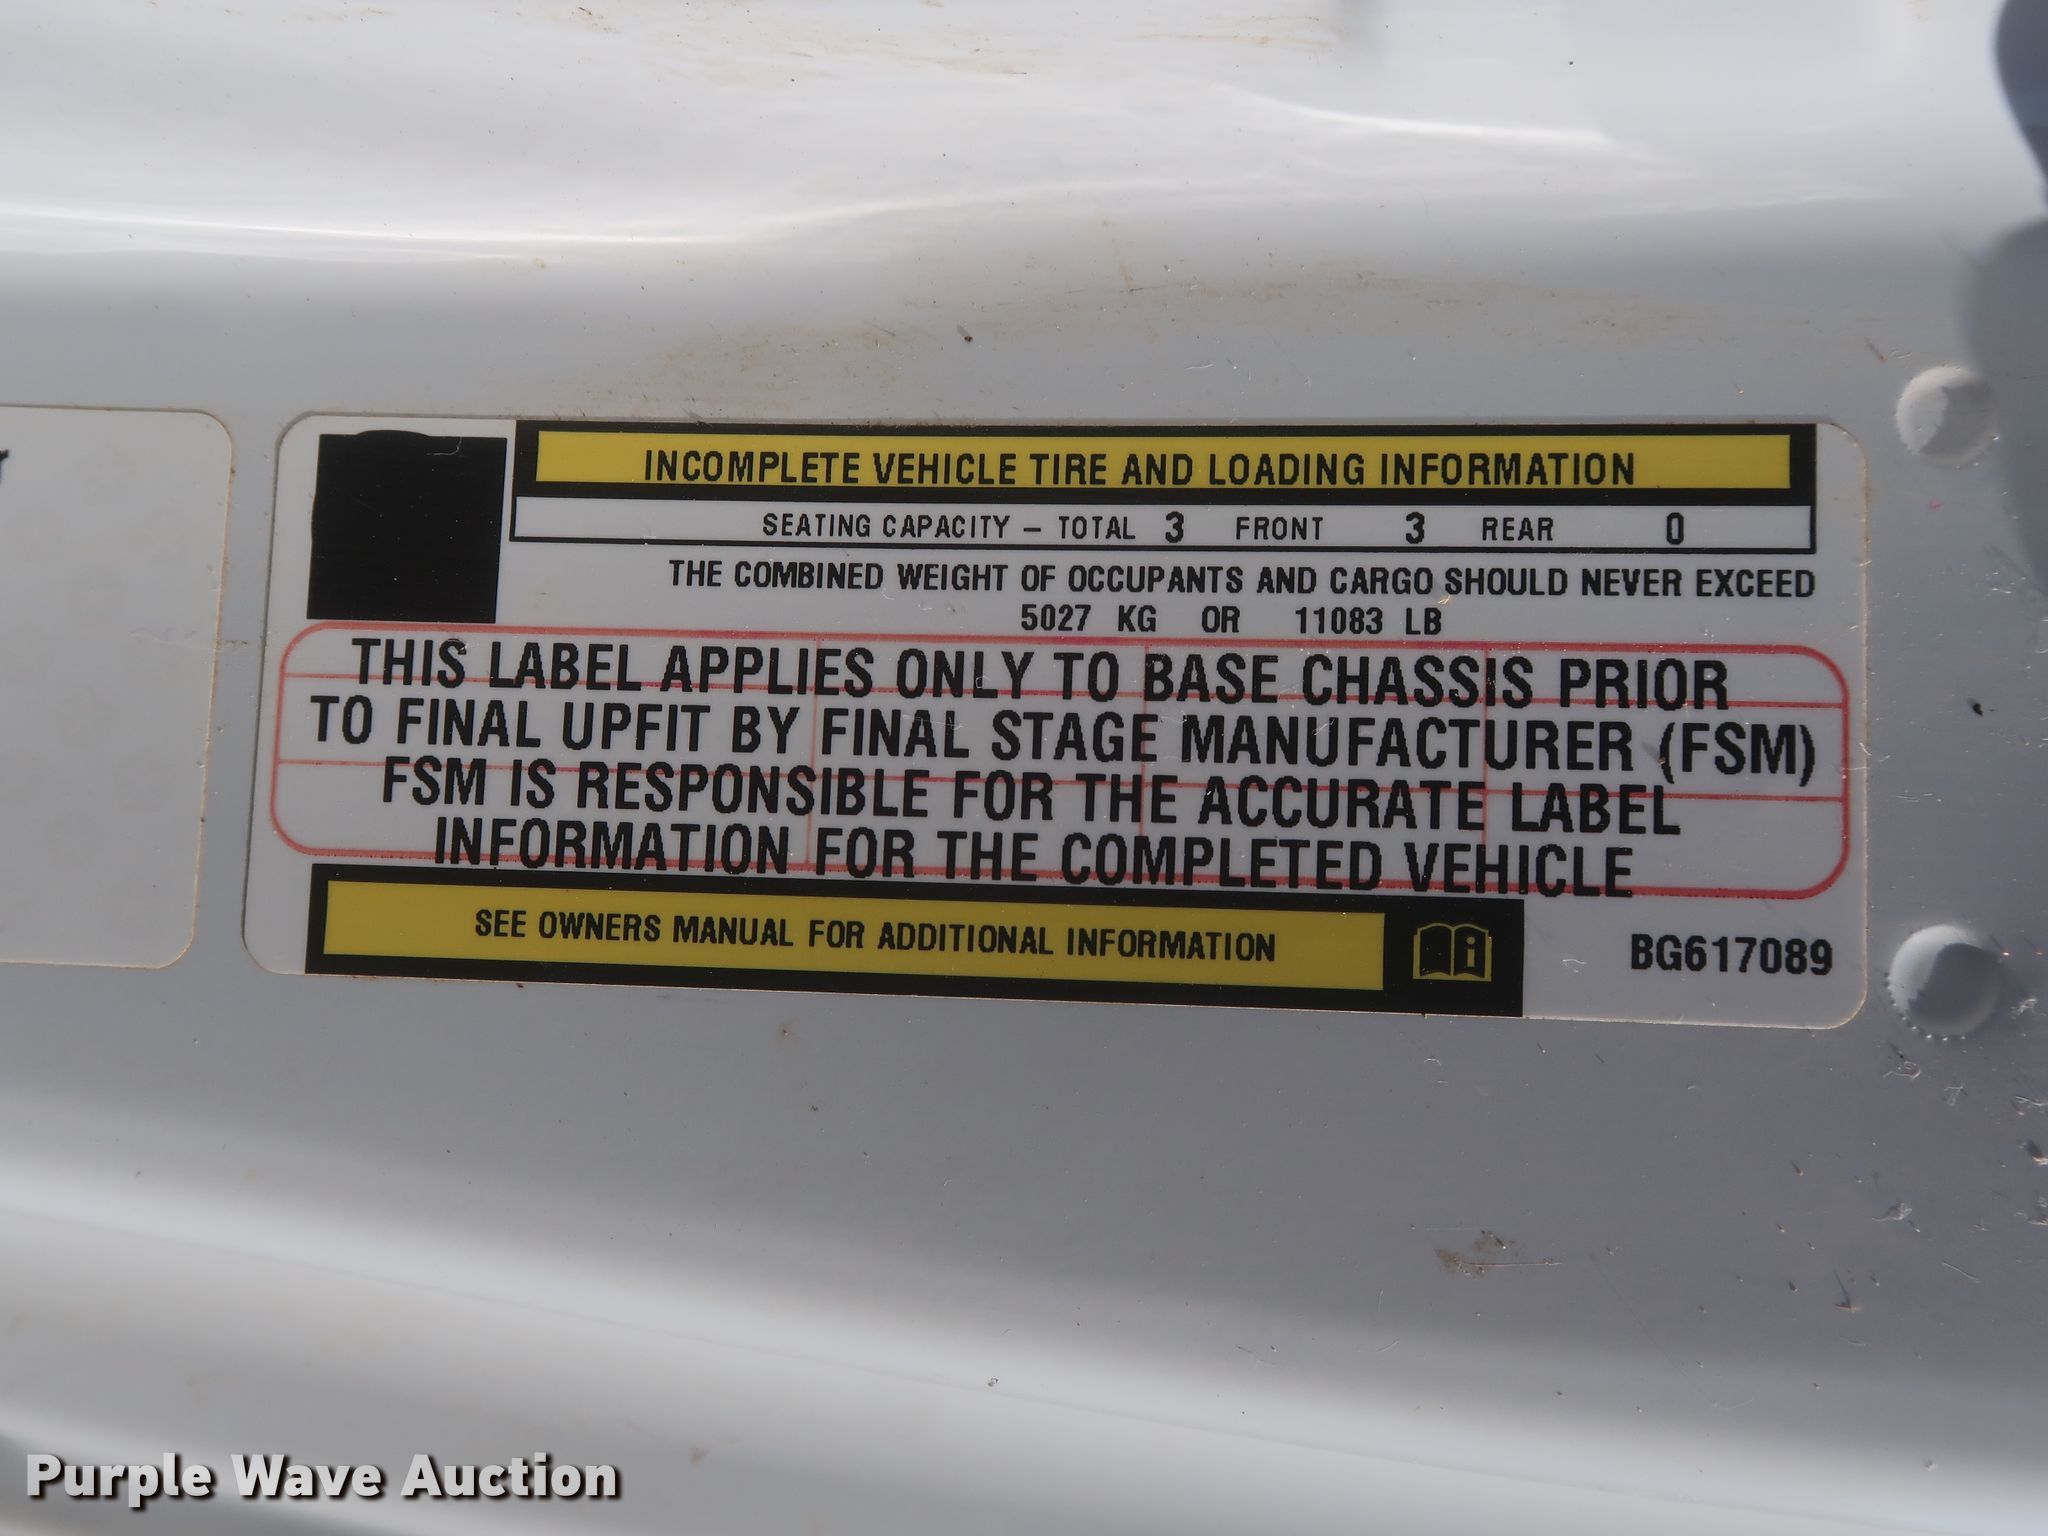 INCOMPLETE VEHICLE TIRE AND LOADING INFORMATION
SEATING CAPACITY – TOTAL 3 FRONT 3 REAR 0
THE COMBINED WEIGHT OF OCCUPANTS AND CARGO SHOULD NEVER EXCEED
5027 KG OR 11083 LB
THIS LABEL APPLIES ONLY TO BASE CHASSIS PRIOR
TO FINAL UPFIT BY FINAL STAGE MANUFACTURER (FSM)
FSM IS RESPONSIBLE FOR THE ACCURATE LABEL
INFORMATION FOR THE COMPLETED VEHICLE
SEE OWNERS MANUAL FOR ADDITIONAL INFORMATION
BG617089
Purple Wave Auction